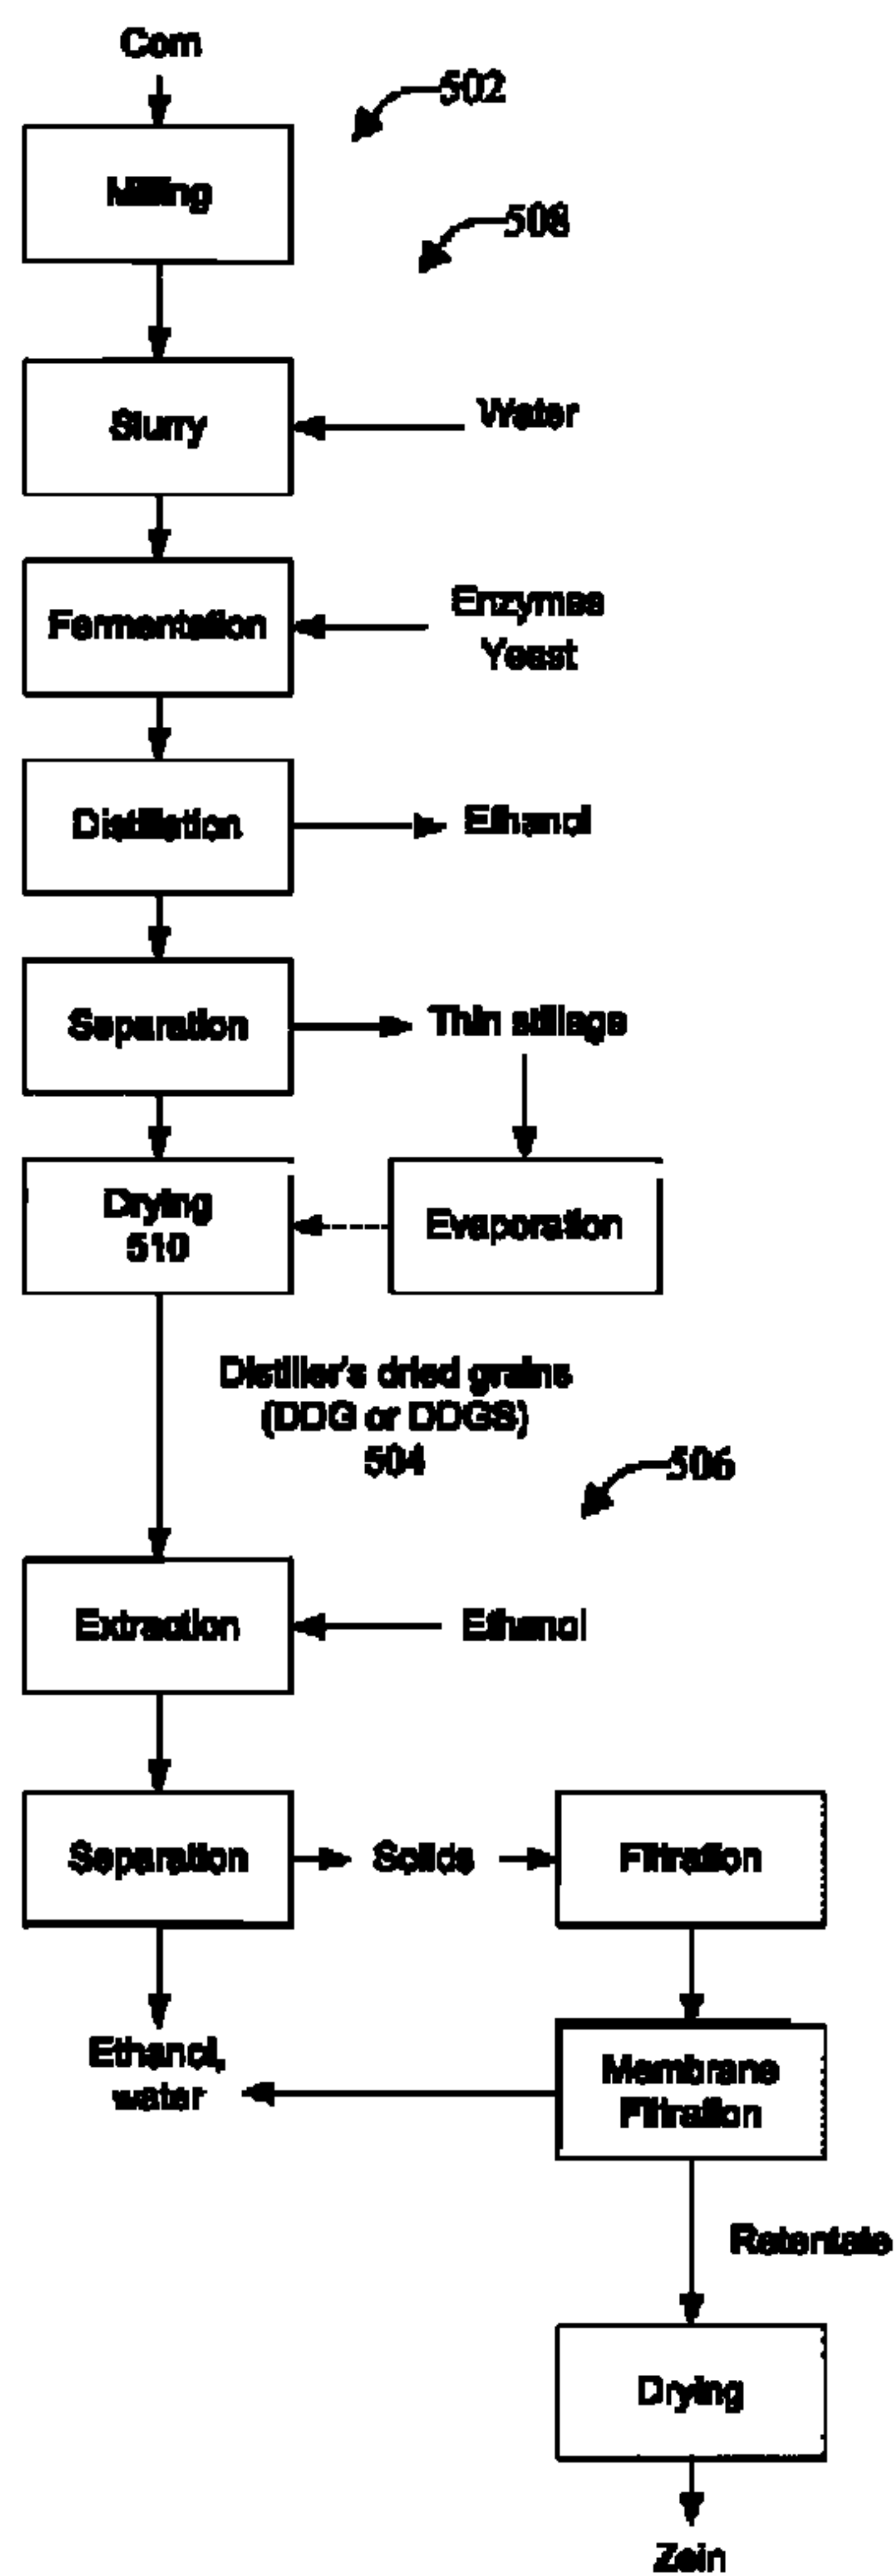 Corn
502
Milling
508
Slurry
Water
Fermentation
Enzymes
Yeast
Distillation
Ethanol
Separation
Thin stillage
Drying
510
Evaporation
Distiller's dried grains
(DDG or DDGS)
504
506
Extraction
Ethanol
Separation
Solids
Filtration
Ethanol,
water
Membrane
Filtration
Retentate
Drying
Zein